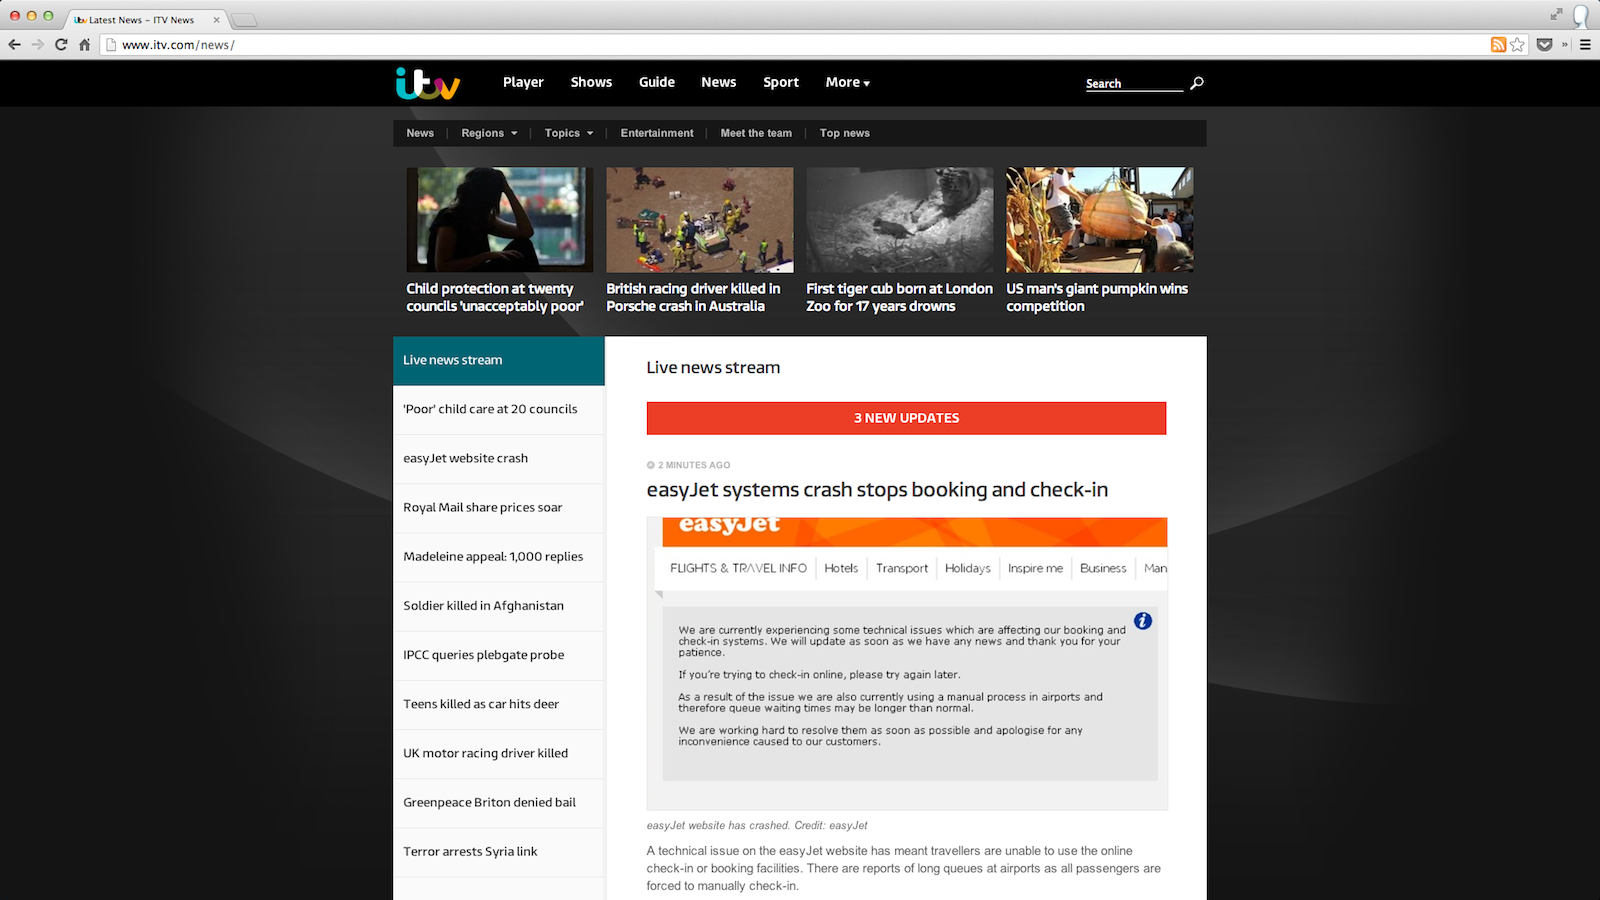 itv Latest News – ITV News
www.itv.com/news/
itv
Player
Shows
Guide
News
Sport
More
Search
News
Regions
Topics
Entertainment
Meet the team
Top news
Child protection at twenty
councils 'unacceptably poor'
British racing driver killed in
Porsche crash in Australia
First tiger cub born at London
Zoo for 17 years drowns
US man's giant pumpkin wins
competition
Live news stream
'Poor' child care at 20 councils
easyJet website crash
Royal Mail share prices soar
Madeleine appeal: 1,000 replies
Soldier killed in Afghanistan
IPCC queries plebgate probe
Teens killed as car hits deer
UK motor racing driver killed
Greenpeace Briton denied bail
Terror arrests Syria link
Live news stream
3 NEW UPDATES
2 MINUTES AGO
easyJet systems crash stops booking and check-in
easyJet
FLIGHTS & TRAVEL INFO
Hotels
Transport
Holidays
Inspire me
Business
Man
We are currently experiencing some technical issues which are affecting our booking and
check-in systems. We will update as soon as we have any news and thank you for your
patience.
If you're trying to check-in online, please try again later.
As a result of the issue we are also currently using a manual process in airports and
therefore queue waiting times may be longer than normal.
We are working hard to resolve them as soon as possible and apologise for any
inconvenience caused to our customers.
easyJet website has crashed. Credit: easyJet
A technical issue on the easyJet website has meant travellers are unable to use the online
check-in or booking facilities. There are reports of long queues at airports as all passengers are
forced to manually check-in.